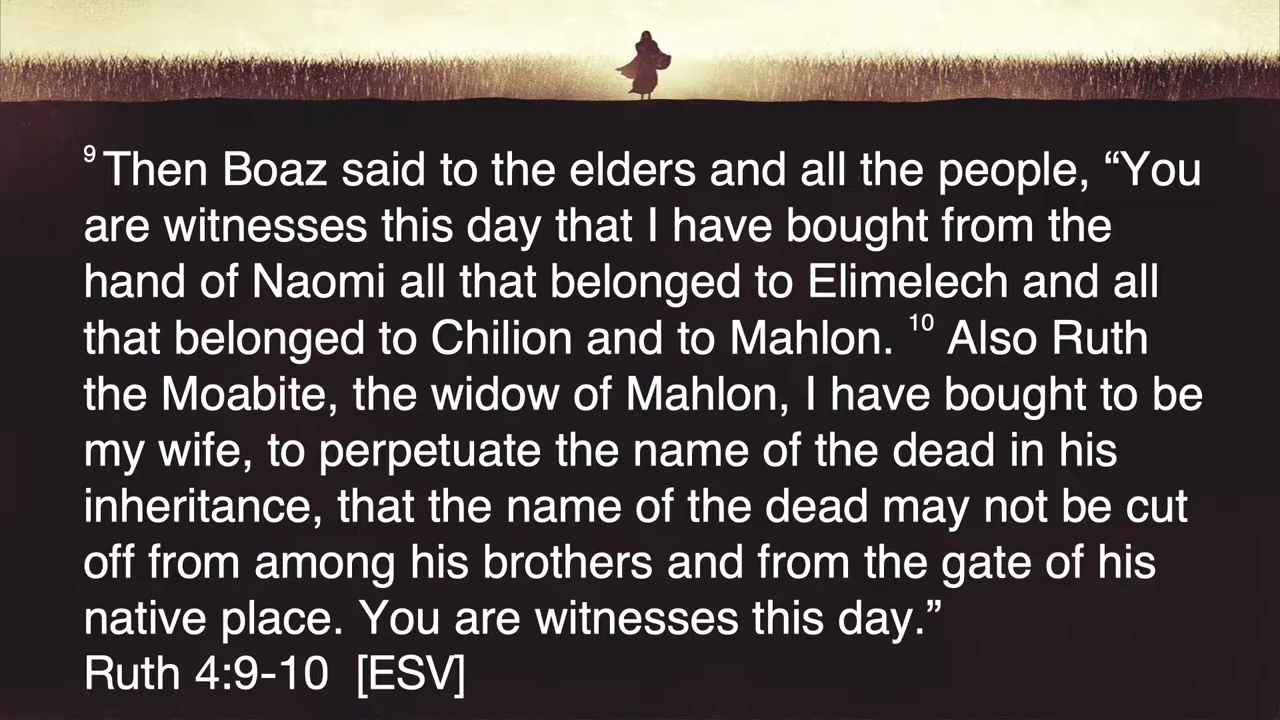 9 Then Boaz said to the elders and all the people, “You
are witnesses this day that I have bought from the
hand of Naomi all that belonged to Elimelech and all
that belonged to Chilion and to Mahlon. 10 Also Ruth
the Moabite, the widow of Mahlon, I have bought to be
my wife, to perpetuate the name of the dead in his
inheritance, that the name of the dead may not be cut
off from among his brothers and from the gate of his
native place. You are witnesses this day.”
Ruth 4:9-10 [ESV]